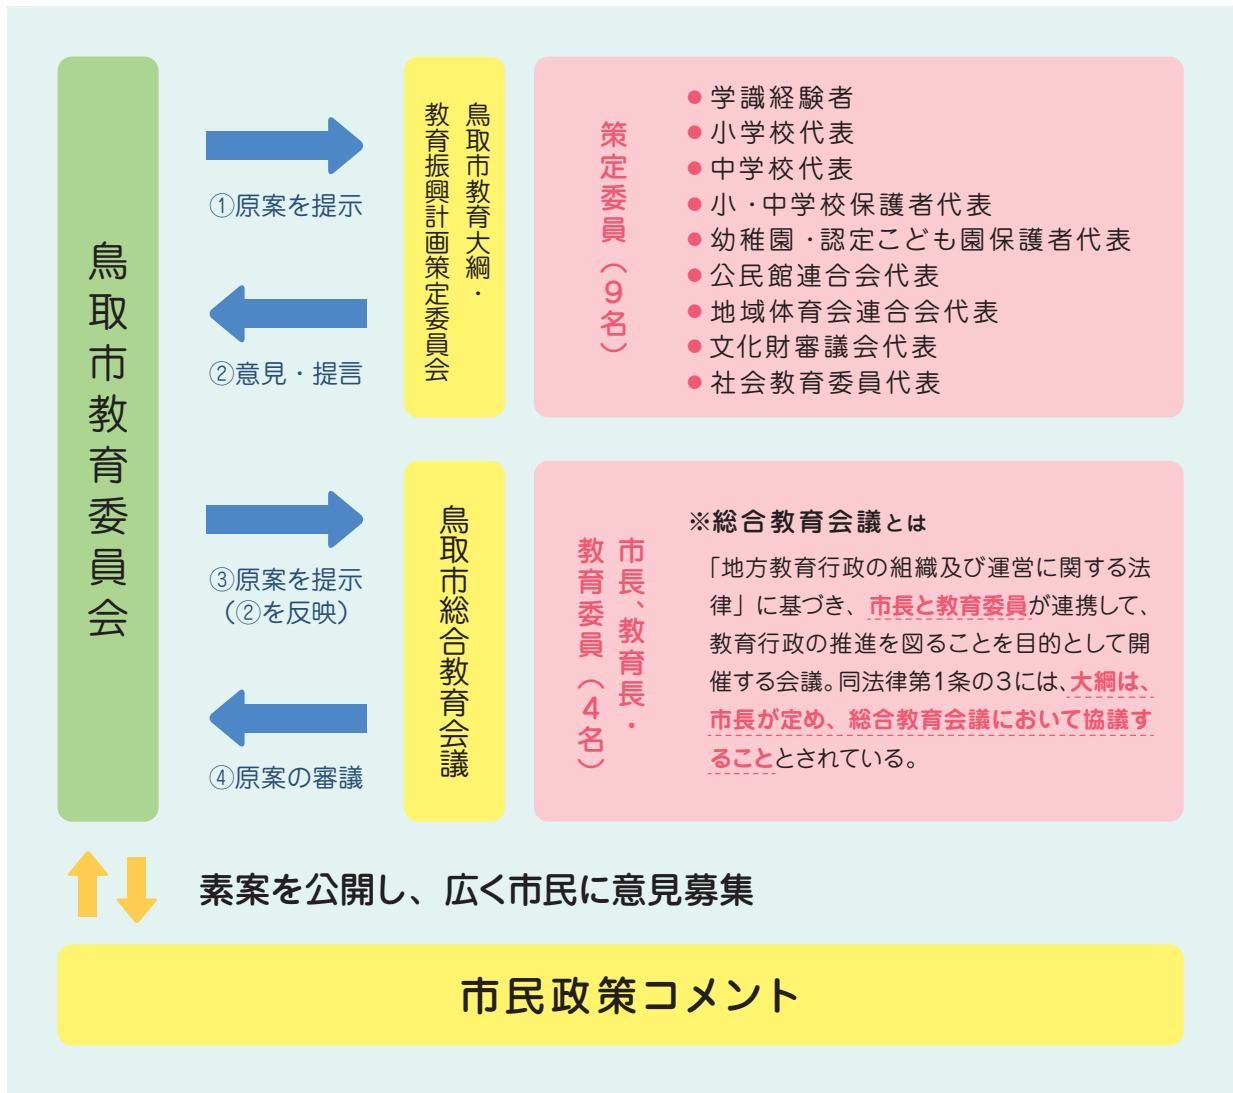 鳥取市教育委員会
①原案を提示
②意見・提言
鳥取市教育大綱・
教育振興計画策定委員会
策定委員（9名）
●学識経験者
●小学校代表
●中学校代表
●小・中学校保護者代表
●幼稚園・認定こども園保護者代表
●公民館連合会代表
●地域体育会連合会代表
●文化財審議会代表
●社会教育委員代表
③原案を提示
（②を反映）
④原案の審議
鳥取市総合教育会議
市長、教育長・
教育委員（4名）
※総合教育会議とは
「地方教育行政の組織及び運営に関する法
律」に基づき、市長と教育委員が連携して、
教育行政の推進を図ることを目的として開
催する会議。同法律第1条の3には、大綱は、
市長が定め、総合教育会議において協議す
ることとされている。
素案を公開し、広く市民に意見募集
市民政策コメント